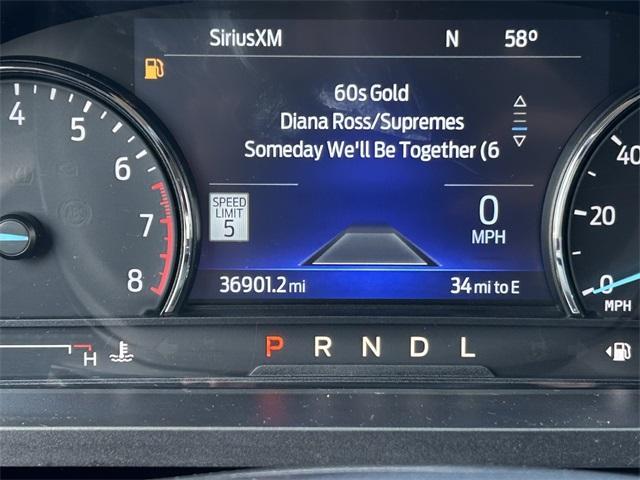 SiriusXM N 58°
60s Gold
Diana Ross/Supremes
Someday We'll Be Together (6
4
5
6
7
8
SPEED
LIMIT
5
0
MPH
40
20
0
MPH
36901.2 mi 34 mi to E
H P R N D L